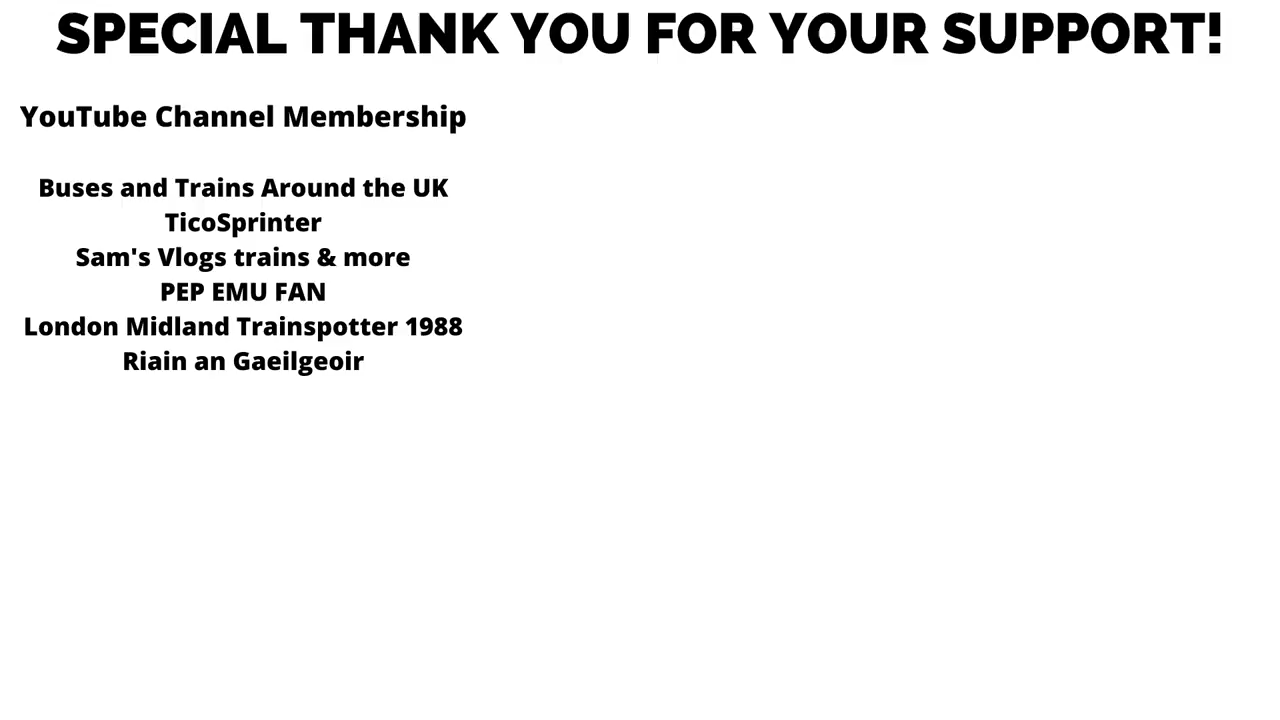 SPECIAL THANK YOU FOR YOUR SUPPORT!
YouTube Channel Membership
Buses and Trains Around the UK
TicoSprinter
Sam's Vlogs trains & more
PEP EMU FAN
London Midland Trainspotter 1988
Riain an Gaeilgeoir